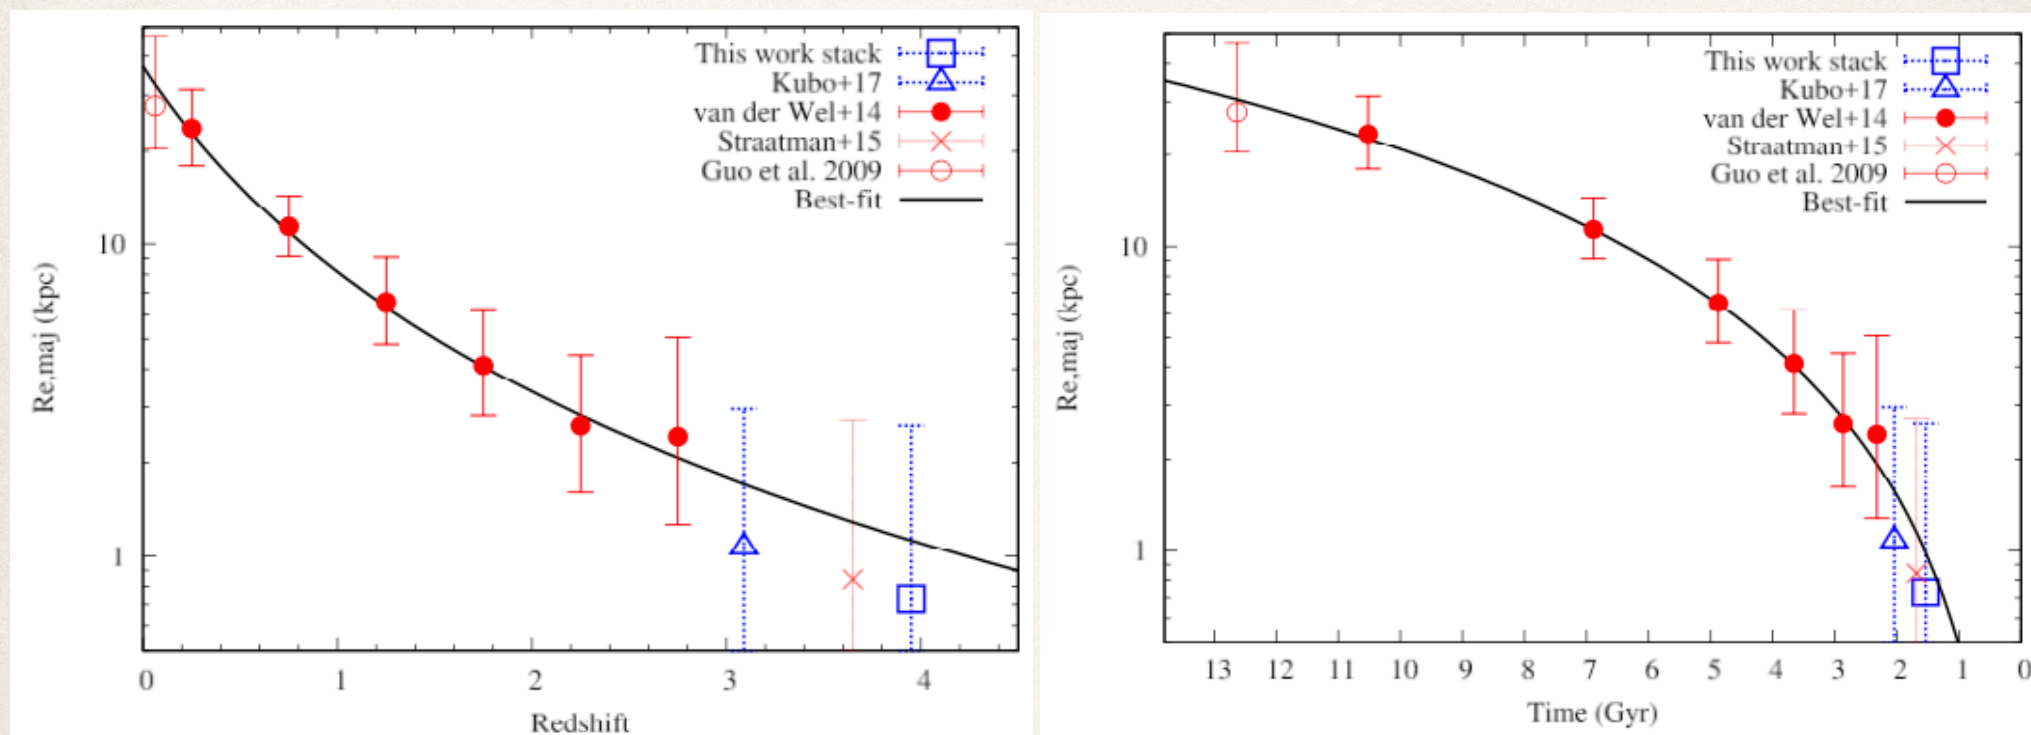 This work stack
Kubo+17
van der Wel+14
Straatman+15
Guo et al. 2009
Best-fit
10
1
Re,maj (kpc)
0 1 2 3 4
Redshift
This work stack
Kubo+17
van der Wel+14
Straatman+15
Guo et al. 2009
Best-fit
10
1
Re,maj (kpc)
13 12 11 10 9 8 7 6 5 4 3 2 1 0
Time (Gyr)